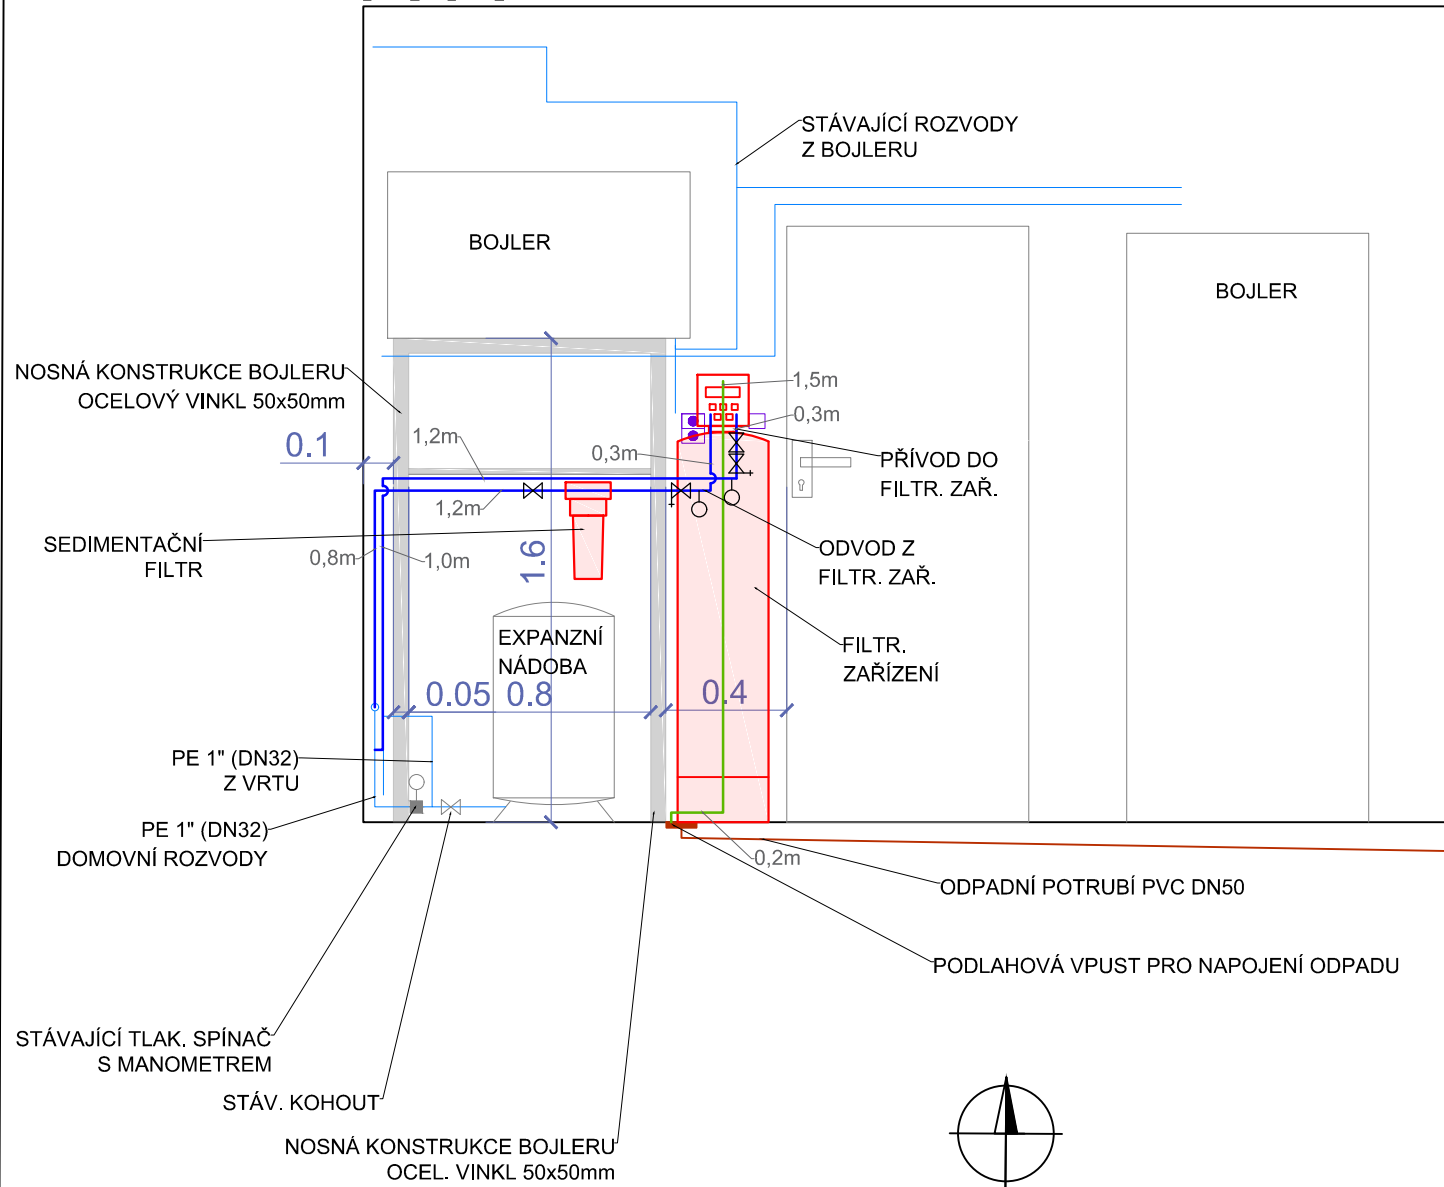 STÁVAJÍCÍ ROZVODY
Z BOJLERU
BOJLER
BOJLER
NOSNÁ KONSTRUKCE BOJLERU
OCELOVÝ VINKL 50x50mm
1,5m
0,3m
0.1
1,2m
0,3m
PŘÍVOD DO
FILTR. ZAŘ.
1,2m
SEDIMENTAČNÍ
FILTR
0,8m
1,0m
1.6
ODVOD Z
FILTR. ZAŘ.
EXPANZNÍ
NÁDOBA
FILTR.
ZAŘÍZENÍ
0.05
0.8
0.4
PE 1" (DN32)
Z VRTU
PE 1" (DN32)
DOMOVNÍ ROZVODY
0,2m
ODPADNÍ POTRUBÍ PVC DN50
PODLAHOVÁ VPUST PRO NAPOJENÍ ODPADU
STÁVAJÍCÍ TLAK. SPÍNAČ
S MANOMETREM
STÁV. KOHOUT
NOSNÁ KONSTRUKCE BOJLERU
OCEL. VINKL 50x50mm